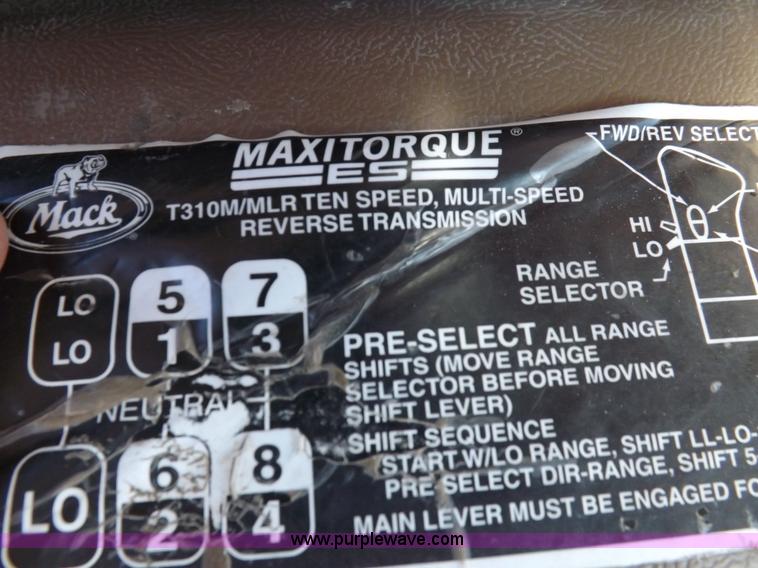 MAXITORQUE®
ES
T310M/MLR TEN SPEED, MULTI-SPEED
REVERSE TRANSMISSION
Mack®
FWD/REV SELECT
HI
LO
RANGE
SELECTOR
LO 5 7
LO 1 3
NEUTRAL
LO 6 8
2 4
PRE-SELECT ALL RANGE
SHIFTS (MOVE RANGE
SELECTOR BEFORE MOVING
SHIFT LEVER)
SHIFT SEQUENCE
START W/LO RANGE, SHIFT LL-LO-
PRE SELECT DIR-RANGE, SHIFT 5-
MAIN LEVER MUST BE ENGAGED FO
www.purplewave.com